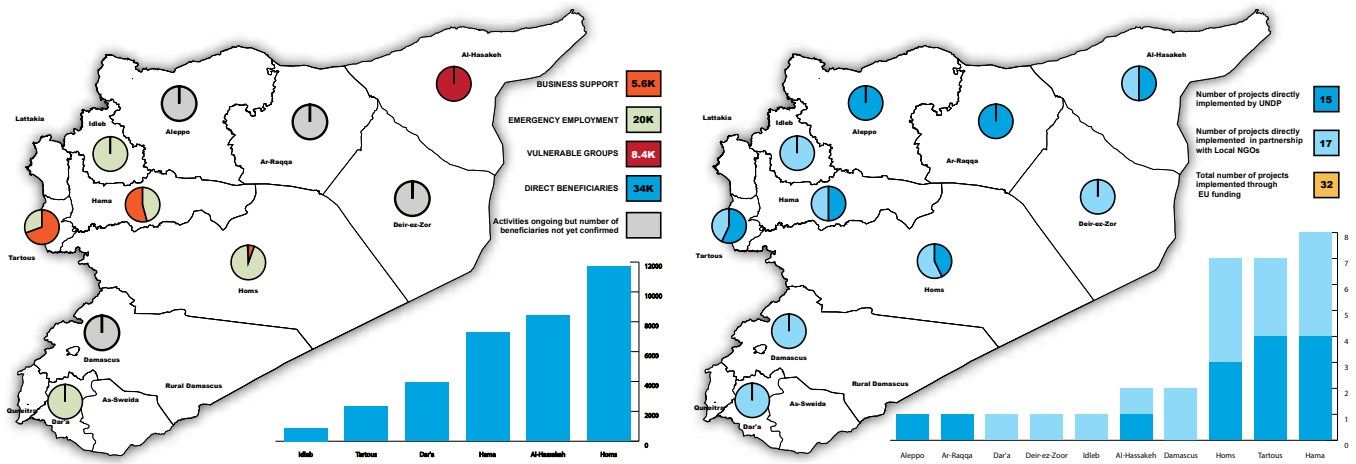 Al-Hasakeh
BUSINESS SUPPORT
5.6K
EMERGENCY EMPLOYMENT
20K
VULNERABLE GROUPS
8.4K
DIRECT BENEFICIARIES
34K
Activities ongoing but number of
beneficiaries not yet confirmed
Lattakia
Idleb
Aleppo
Ar-Raqqa
Hama
Deir-ez-Zor
Tartous
Homs
Damascus
Rural Damascus
Quneitra
As-Sweida
Dar'a
12000
10000
8000
6000
4000
2000
0
Idleb
Tartous
Dar'a
Hama
Al-Hassakeh
Homs
Al-Hasakeh
Number of projects directly
implemented by UNDP
15
Number of projects directly
implemented in partnership
with Local NGOs
17
Total number of projects
implemented through
EU funding
32
Lattakia
Idleb
Aleppo
Ar-Raqqa
Hama
Deir-ez-Zor
Tartous
Homs
Damascus
Rural Damascus
Quneitra
As-Sweida
Dar'a
8
7
6
5
4
3
2
1
0
Aleppo
Ar-Raqqa
Dar'a
Deir-ez-Zoor
Idleb
Al-Hassakeh
Damascus
Homs
Tartous
Hama